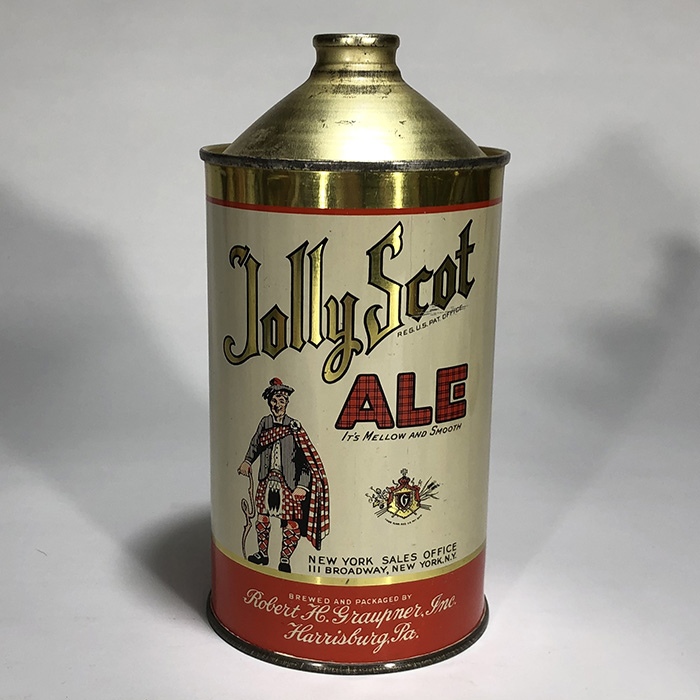 Jolly Scot
REG. U.S. PAT. OFFICE
ALE
IT'S MELLOW AND SMOOTH
G
NEW YORK SALES OFFICE
111 BROADWAY, NEW YORK, N.Y.
BREWED AND PACKAGED BY
Robert H. Graupner, Inc.
Harrisburg, Pa.